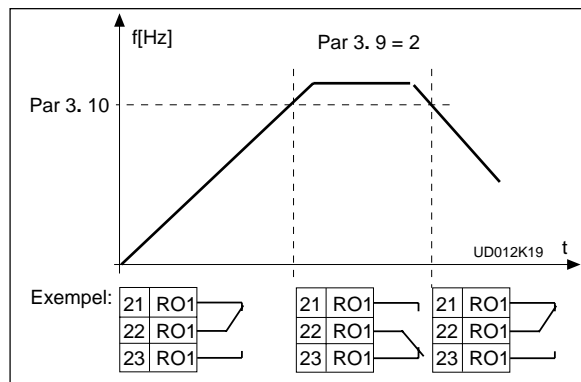 f[Hz]
Par 3. 9 = 2
Par 3. 10
t
UD012K19
Exempel:
21 RO1
22 RO1
23 RO1
21 RO1
22 RO1
23 RO1
21 RO1
22 RO1
23 RO1